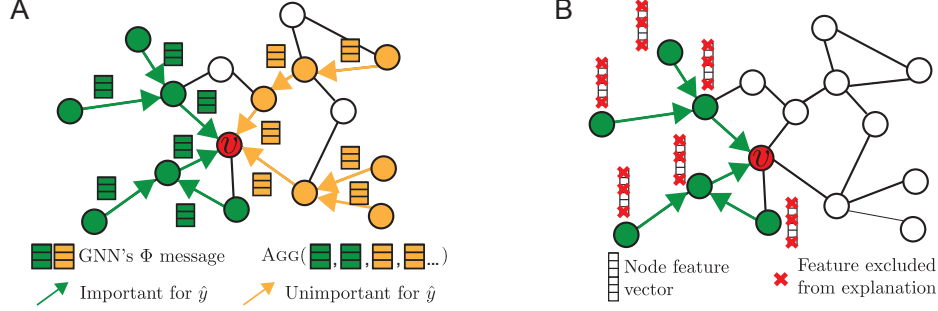 A
B
v
v
GNN's Φ message
AGG( , , , ...)
Important for ŷ
Unimportant for ŷ
Node feature
vector
Feature excluded
from explanation